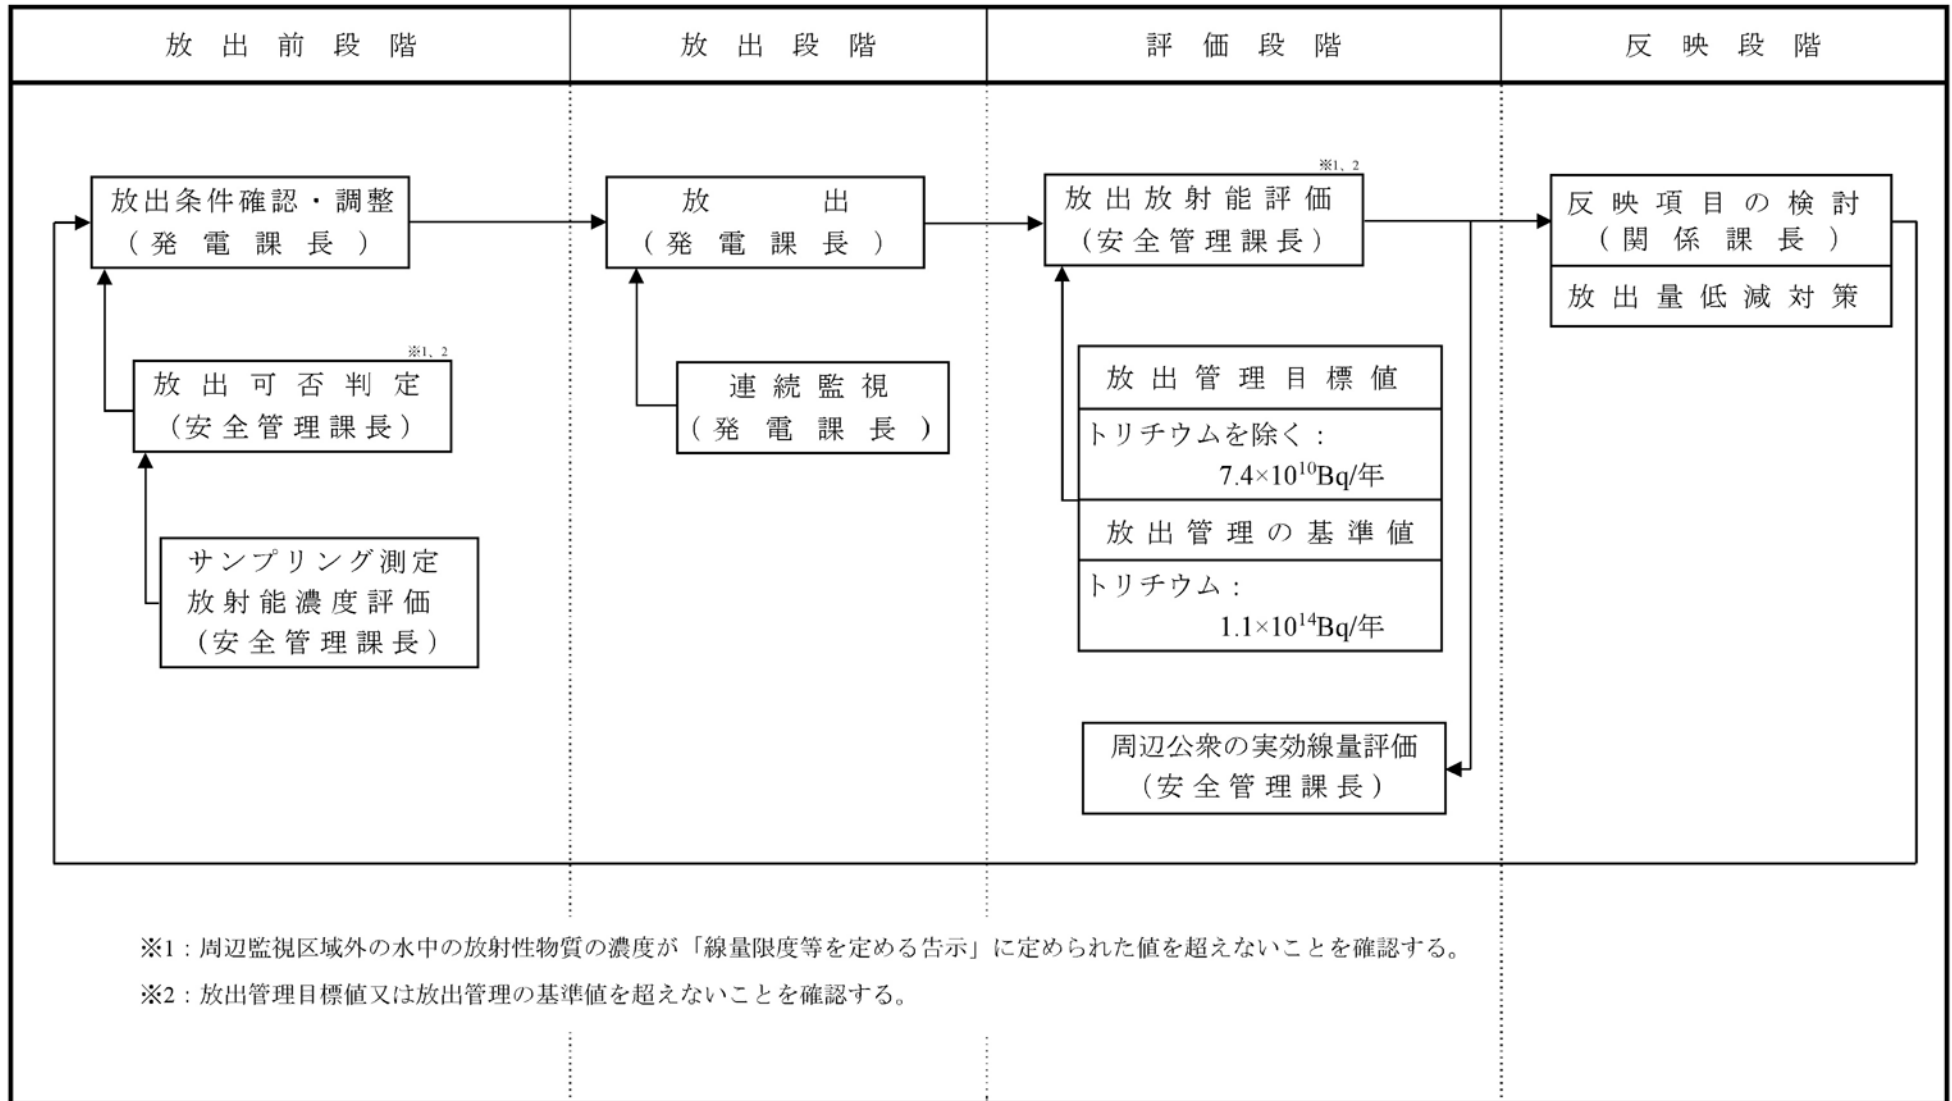 放出前段階
放出段階
評価段階
反映段階
放出条件確認・調整
(発電課長)
※1、2
放出可否判定
(安全管理課長)
サンプリング測定
放射能濃度評価
(安全管理課長)
放出
(発電課長)
連続監視
(発電課長)
※1、2
放出放射能評価
(安全管理課長)
放出管理目標値
トリチウムを除く:
7.4×10¹⁰Bq/年
放出管理の基準値
トリチウム:
1.1×10¹⁴Bq/年
周辺公衆の実効線量評価
(安全管理課長)
反映項目の検討
(関係課長)
放出量低減対策
※1:周辺監視区域外の水中の放射性物質の濃度が「線量限度等を定める告示」に定められた値を超えないことを確認する。
※2:放出管理目標値又は放出管理の基準値を超えないことを確認する。